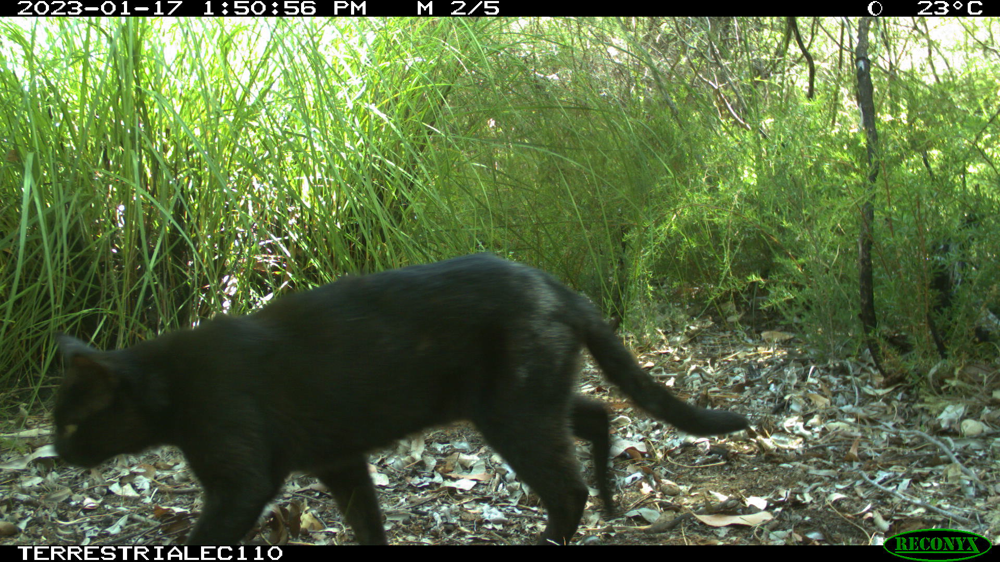 2023-01-17 1:50:56 PM M 2/5 23°C
TERRESTRIALEC110
RECONYX